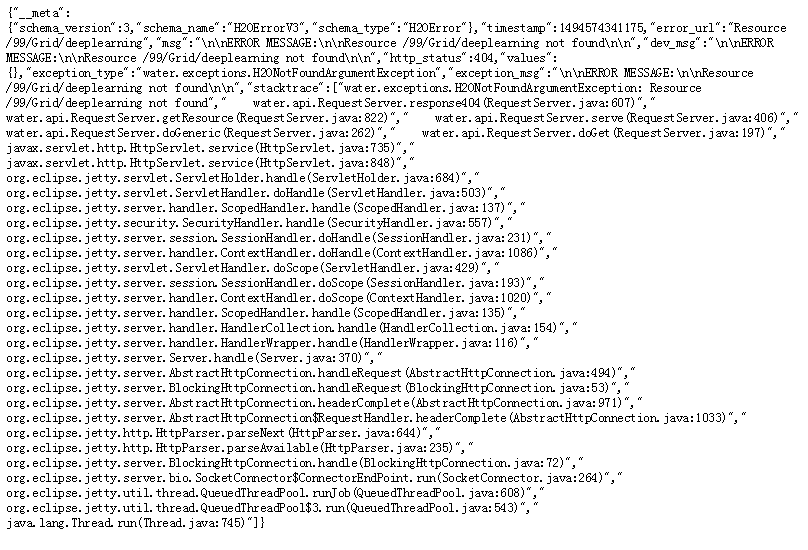 {"__meta":
{"schema_version":3,"schema_name":"H2OErrorV3","schema_type":"H2OError"},"timestamp":1494574341175,"error_url":"Resource
/99/Grid/deeplearning","msg":"\n\nERROR MESSAGE:\n\nResource /99/Grid/deeplearning not found\n\n","dev_msg":"\n\nERROR
MESSAGE:\n\nResource /99/Grid/deeplearning not found\n\n","http_status":404,"values":
{},"exception_type":"water.exceptions.H2ONotFoundArgumentException","exception_msg":"\n\nERROR MESSAGE:\n\nResource
/99/Grid/deeplearning not found\n\n","stacktrace":["water.exceptions.H2ONotFoundArgumentException: Resource
/99/Grid/deeplearning not found","    water.api.RequestServer.response404(RequestServer.java:607)","
water.api.RequestServer.getResource(RequestServer.java:822)","    water.api.RequestServer.serve(RequestServer.java:406)","
water.api.RequestServer.doGeneric(RequestServer.java:262)","    water.api.RequestServer.doGet(RequestServer.java:197)","
javax.servlet.http.HttpServlet.service(HttpServlet.java:735)","
javax.servlet.http.HttpServlet.service(HttpServlet.java:848)","
org.eclipse.jetty.servlet.ServletHolder.handle(ServletHolder.java:684)","
org.eclipse.jetty.servlet.ServletHandler.doHandle(ServletHandler.java:503)","
org.eclipse.jetty.server.handler.ScopedHandler.handle(ScopedHandler.java:137)","
org.eclipse.jetty.security.SecurityHandler.handle(SecurityHandler.java:557)","
org.eclipse.jetty.server.session.SessionHandler.doHandle(SessionHandler.java:231)","
org.eclipse.jetty.server.handler.ContextHandler.doHandle(ContextHandler.java:1086)","
org.eclipse.jetty.servlet.ServletHandler.doScope(ServletHandler.java:429)","
org.eclipse.jetty.server.session.SessionHandler.doScope(SessionHandler.java:193)","
org.eclipse.jetty.server.handler.ContextHandler.doScope(ContextHandler.java:1020)","
org.eclipse.jetty.server.handler.ScopedHandler.handle(ScopedHandler.java:135)","
org.eclipse.jetty.server.handler.HandlerCollection.handle(HandlerCollection.java:154)","
org.eclipse.jetty.server.handler.HandlerWrapper.handle(HandlerWrapper.java:116)","
org.eclipse.jetty.server.Server.handle(Server.java:370)","
org.eclipse.jetty.server.AbstractHttpConnection.handleRequest(AbstractHttpConnection.java:494)","
org.eclipse.jetty.server.BlockingHttpConnection.handleRequest(BlockingHttpConnection.java:53)","
org.eclipse.jetty.server.AbstractHttpConnection.headerComplete(AbstractHttpConnection.java:971)","
org.eclipse.jetty.server.AbstractHttpConnection$RequestHandler.headerComplete(AbstractHttpConnection.java:1033)","
org.eclipse.jetty.http.HttpParser.parseNext(HttpParser.java:644)","
org.eclipse.jetty.http.HttpParser.parseAvailable(HttpParser.java:235)","
org.eclipse.jetty.server.BlockingHttpConnection.handle(BlockingHttpConnection.java:72)","
org.eclipse.jetty.server.bio.SocketConnector$ConnectorEndPoint.run(SocketConnector.java:264)","
org.eclipse.jetty.util.thread.QueuedThreadPool.runJob(QueuedThreadPool.java:608)","
org.eclipse.jetty.util.thread.QueuedThreadPool$3.run(QueuedThreadPool.java:543)","
java.lang.Thread.run(Thread.java:745)"]}